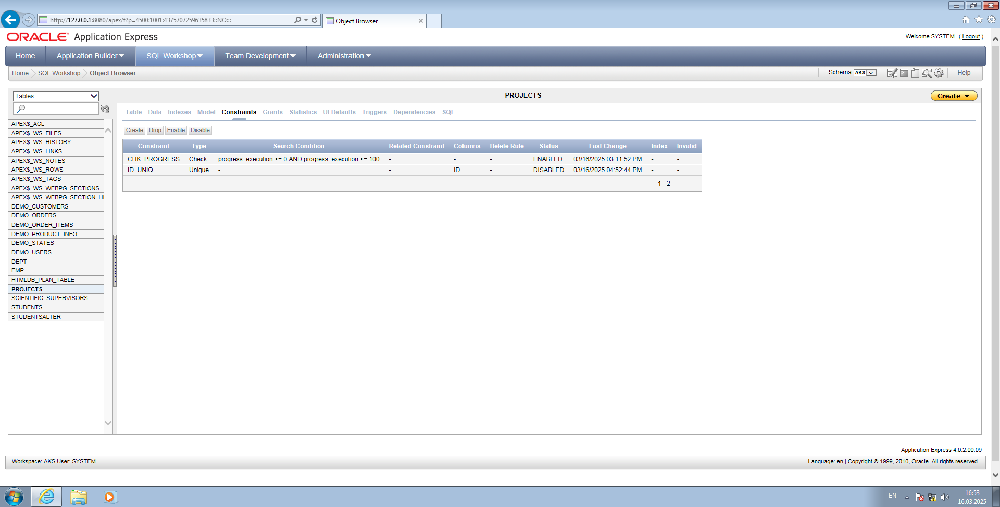 http://127.0.0.1:8080/apex/f?p=4500:1001:4375707259635833::NO:::
Object Browser
ORACLE Application Express
Welcome SYSTEM ( Logout )
Home Application Builder SQL Workshop Team Development Administration
Home SQL Workshop Object Browser
Schema AKS Help
Tables
PROJECTS
Create
Table Data Indexes Model Constraints Grants Statistics UI Defaults Triggers Dependencies SQL
Create Drop Enable Disable
Constraint Type Search Condition Related Constraint Columns Delete Rule Status Last Change Index Invalid
CHK_PROGRESS Check progress_execution >= 0 AND progress_execution <= 100 - - - ENABLED 03/16/2025 03:11:52 PM - -
ID_UNIQ Unique - - ID - DISABLED 03/16/2025 04:52:44 PM - -
1 - 2
APEX$_ACL
APEX$_WS_FILES
APEX$_WS_HISTORY
APEX$_WS_LINKS
APEX$_WS_NOTES
APEX$_WS_ROWS
APEX$_WS_TAGS
APEX$_WS_WEBPG_SECTIONS
APEX$_WS_WEBPG_SECTION_HI
DEMO_CUSTOMERS
DEMO_ORDERS
DEMO_ORDER_ITEMS
DEMO_PRODUCT_INFO
DEMO_STATES
DEMO_USERS
DEPT
EMP
HTMLDB_PLAN_TABLE
PROJECTS
SCIENTIFIC_SUPERVISORS
STUDENTS
STUDENTSALTER
Application Express 4.0.2.00.09
Workspace: AKS User: SYSTEM
Language: en | Copyright © 1999, 2010, Oracle. All rights reserved.
EN
16:53
16.03.2025